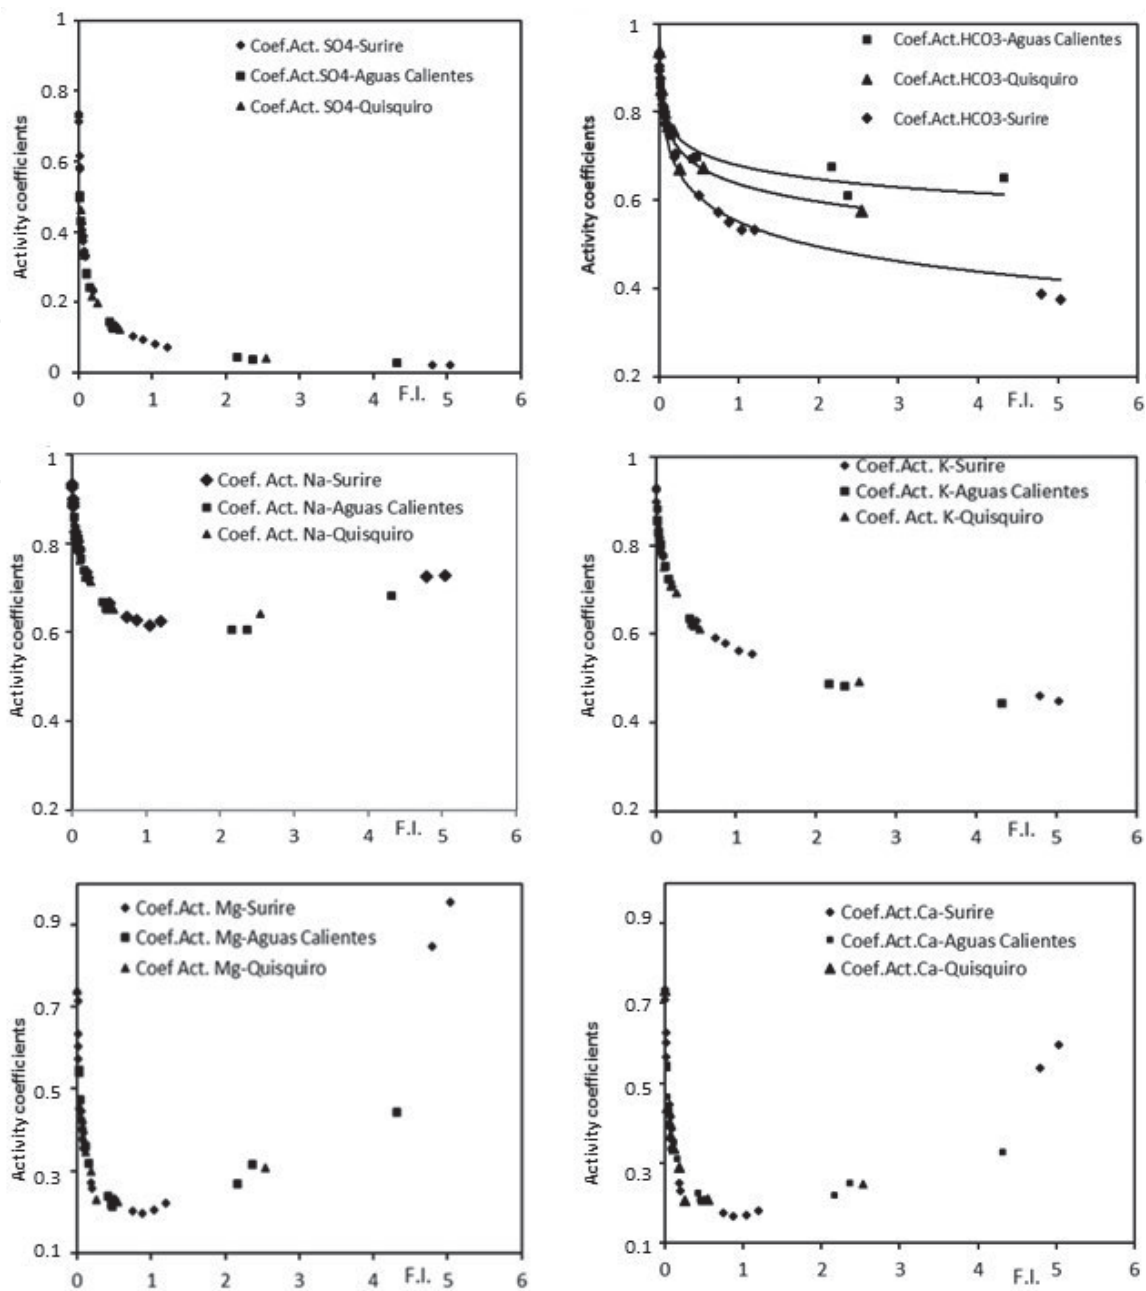 1
0.8
0.6
0.4
0.2
0
Activity coefficients
Coef.Act. SO4-Surire
Coef.Act.SO4-Aguas Calientes
Coef.Act. SO4-Quisquiro
0 1 2 3 4 F.I. 5 6
1
0.8
0.6
0.4
0.2
Activity coefficients
Coef.Act.HCO3-Aguas Calientes
Coef.Act.HCO3-Quisquiro
Coef.Act.HCO3-Surire
0 1 2 3 4 F.I. 5 6
1
0.8
0.6
0.4
0.2
Activity coefficients
Coef. Act. Na-Surire
Coef. Act. Na-Aguas Calientes
Coef. Act. Na-Quisquiro
0 1 2 3 4 F.I. 5 6
1
0.8
0.6
0.4
0.2
Activity coefficients
Coef.Act. K-Surire
Coef.Act. K-Aguas Calientes
Coef. Act. K-Quisquiro
0 1 2 3 4 F.I. 5 6
0.9
0.7
0.5
0.3
0.1
Activity coefficients
Coef.Act. Mg-Surire
Coef.Act. Mg-Aguas Calientes
Coef Act. Mg-Quisquiro
0 1 2 3 4 F.I. 5 6
0.9
0.7
0.5
0.3
0.1
Activity coefficients
Coef.Act.Ca-Surire
Coef.Act.Ca-Aguas Calientes
Coef.Act.Ca-Quisquiro
0 1 2 3 4 F.I. 5 6